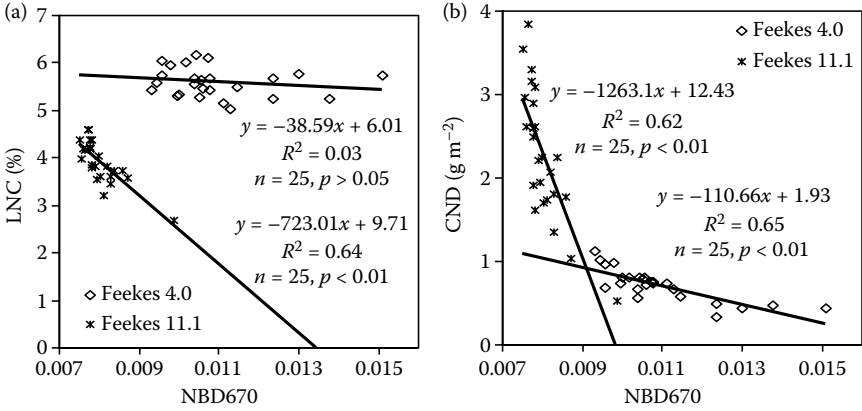 (a)
7
6
5
4
3
2
1
0
LNC (%)
y = −38.59x + 6.01
R² = 0.03
n = 25, p > 0.05
y = −723.01x + 9.71
R² = 0.64
n = 25, p < 0.01
Feekes 4.0
Feekes 11.1
0.007 0.009 0.011 0.013 0.015
NBD670
(b)
4
3
2
1
0
CND (g m⁻²)
Feekes 4.0
Feekes 11.1
y = −1263.1x + 12.43
R² = 0.62
n = 25, p < 0.01
y = −110.66x + 1.93
R² = 0.65
n = 25, p < 0.01
0.007 0.009 0.011 0.013 0.015
NBD670